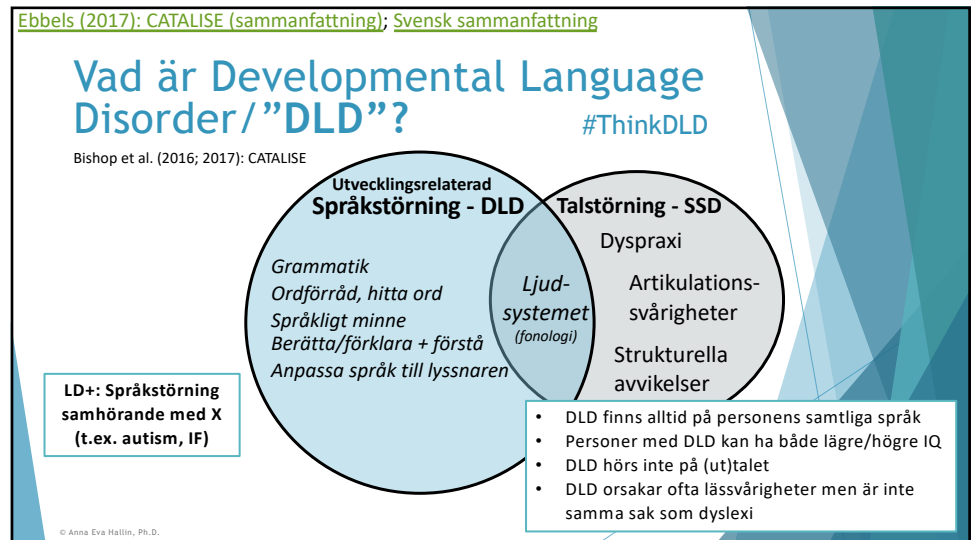 Ebbels (2017): CATALISE (sammanfattning); Svensk sammanfattning
Vad är Developmental Language
Disorder/”DLD”?
#ThinkDLD
Bishop et al. (2016; 2017): CATALISE
Utvecklingsrelaterad
Språkstörning - DLD
Grammatik
Ordförråd, hitta ord
Språkligt minne
Berätta/förklara + förstå
Anpassa språk till lyssnaren
Ljud-
systemet
(fonologi)
Talstörning - SSD
Dyspraxi
Artikulations-
svårigheter
Strukturella
avvikelser
LD+: Språkstörning
samhörande med X
(t.ex. autism, IF)
• DLD finns alltid på personens samtliga språk
• Personer med DLD kan ha både lägre/högre IQ
• DLD hörs inte på (ut)talet
• DLD orsakar ofta lässvårigheter men är inte
samma sak som dyslexi
© Anna Eva Hallin, Ph.D.